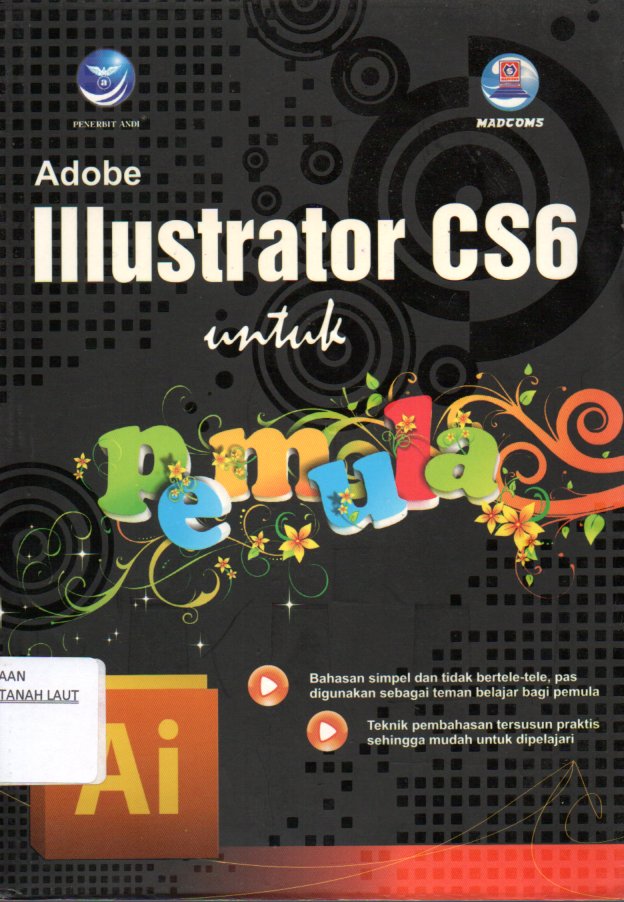 PENERBIT ANDI
MADCOMS
Adobe
Illustrator CS6
untuk
pemula
Bahasan simpel dan tidak bertele-tele, pas
digunakan sebagai teman belajar bagi pemula
Teknik pembahasan tersusun praktis
sehingga mudah untuk dipelajari
AAN
TANAH LAUT
Ai